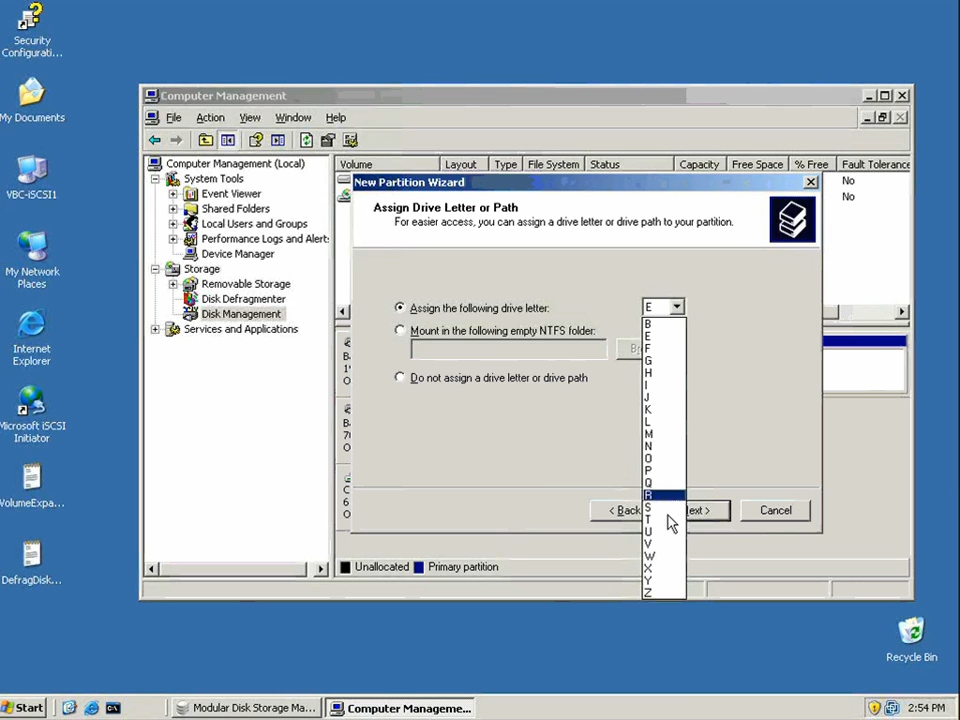 Security
Configurati...
My Documents
VBC-iSCSI1
My Network
Places
Internet
Explorer
Microsoft iSCSI
Initiator
VolumeExpa...
DefragDisk...
Computer Management
File Action View Window Help
Computer Management (Local)
System Tools
Event Viewer
Shared Folders
Local Users and Groups
Performance Logs and Alert:
Device Manager
Storage
Removable Storage
Disk Defragmenter
Disk Management
Services and Applications
Volume Layout Type File System Status Capacity Free Space % Free Fault Tolerance
No
No
New Partition Wizard
Assign Drive Letter or Path
For easier access, you can assign a drive letter or drive path to your partition.
Assign the following drive letter: E
Mount in the following empty NTFS folder:
Do not assign a drive letter or drive path
B
E
F
G
H
I
J
K
L
M
N
O
P
Q
R
S
T
U
V
W
X
Y
Z
< Back
ext > Cancel
Unallocated Primary partition
Recycle Bin
Start Modular Disk Storage Ma... Computer Manageme... 2:54 PM